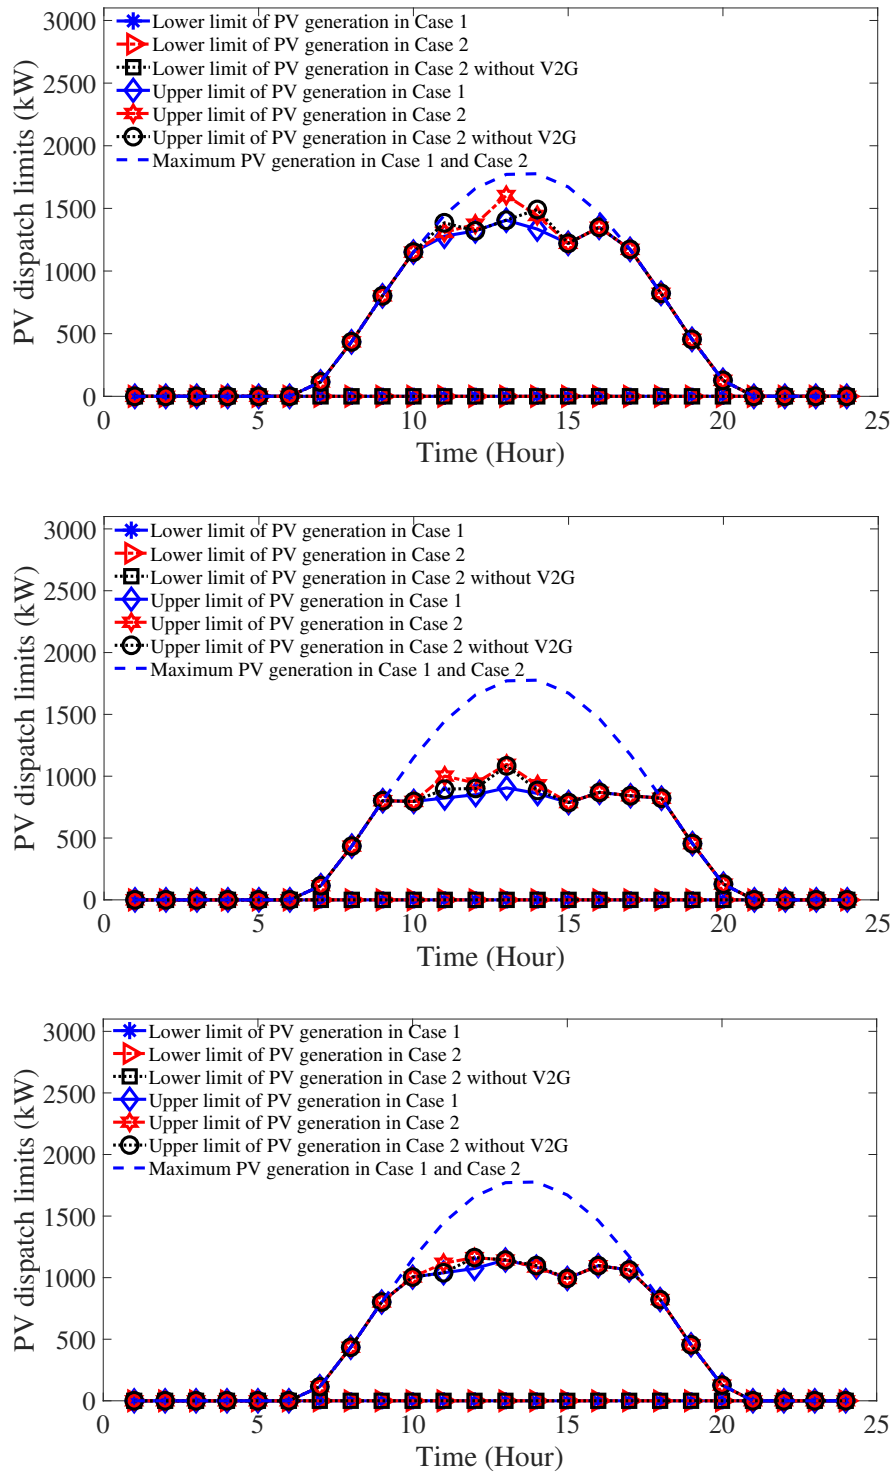 3000
2500
2000
1500
1000
500
0
PV dispatch limits (kW)
Lower limit of PV generation in Case 1
Lower limit of PV generation in Case 2
Lower limit of PV generation in Case 2 without V2G
Upper limit of PV generation in Case 1
Upper limit of PV generation in Case 2
Upper limit of PV generation in Case 2 without V2G
Maximum PV generation in Case 1 and Case 2
0 5 10 15 20 25
Time (Hour)
3000
2500
2000
1500
1000
500
0
PV dispatch limits (kW)
Lower limit of PV generation in Case 1
Lower limit of PV generation in Case 2
Lower limit of PV generation in Case 2 without V2G
Upper limit of PV generation in Case 1
Upper limit of PV generation in Case 2
Upper limit of PV generation in Case 2 without V2G
Maximum PV generation in Case 1 and Case 2
0 5 10 15 20 25
Time (Hour)
3000
2500
2000
1500
1000
500
0
PV dispatch limits (kW)
Lower limit of PV generation in Case 1
Lower limit of PV generation in Case 2
Lower limit of PV generation in Case 2 without V2G
Upper limit of PV generation in Case 1
Upper limit of PV generation in Case 2
Upper limit of PV generation in Case 2 without V2G
Maximum PV generation in Case 1 and Case 2
0 5 10 15 20 25
Time (Hour)